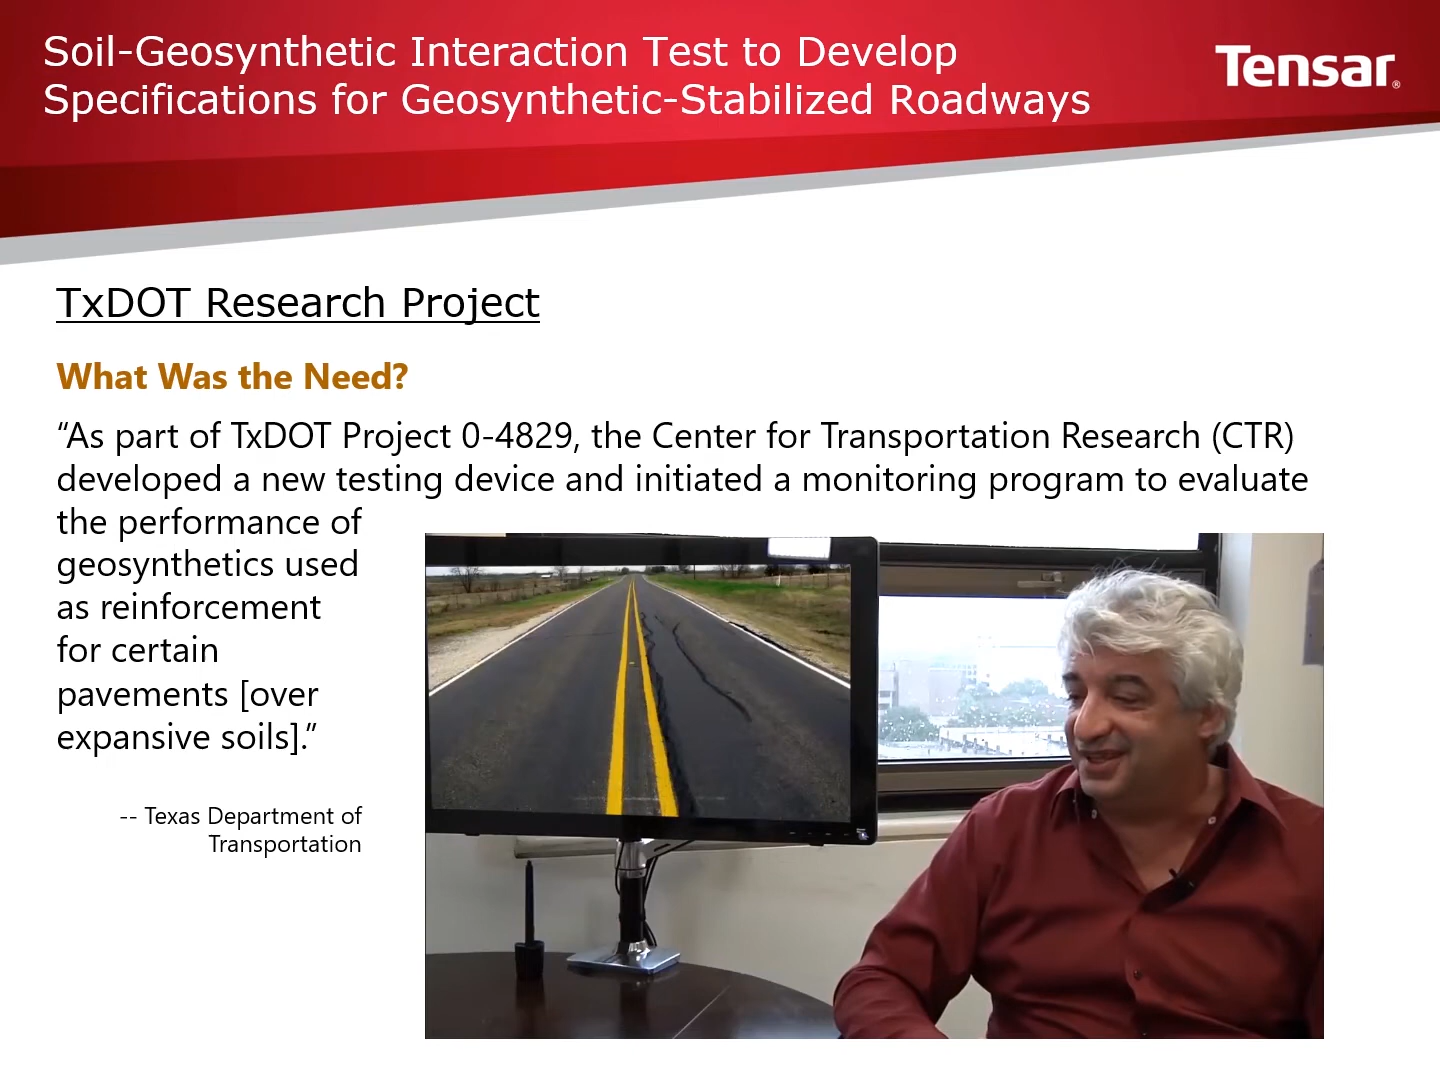 Soil-Geosynthetic Interaction Test to Develop
Specifications for Geosynthetic-Stabilized Roadways
Tensar®
TxDOT Research Project
What Was the Need?
“As part of TxDOT Project 0-4829, the Center for Transportation Research (CTR)
developed a new testing device and initiated a monitoring program to evaluate
the performance of
geosynthetics used
as reinforcement
for certain
pavements [over
expansive soils].”
-- Texas Department of
Transportation